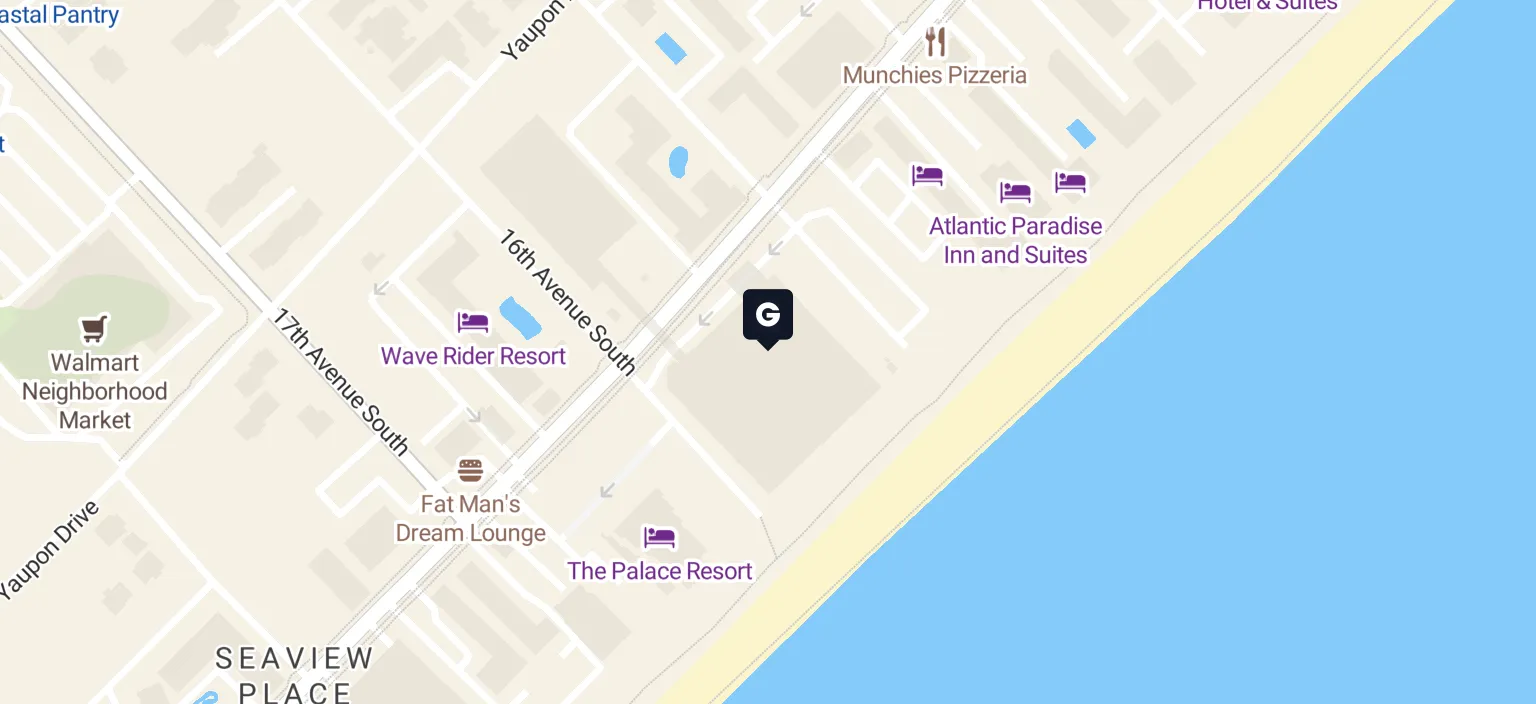 astal Pantry
Hotel & Suites
Yaupon
Munchies Pizzeria
t
Atlantic Paradise
Inn and Suites
16th Avenue South
G
17th Avenue South
Wave Rider Resort
Walmart
Neighborhood
Market
Fat Man's
Dream Lounge
Yaupon Drive
The Palace Resort
SEAVIEW
PLACE